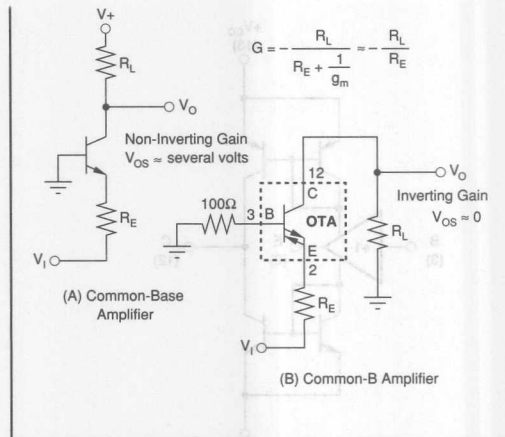 V+
R_L
V_O
Non-Inverting Gain
V_OS ≈ several volts
R_E
V_I
(A) Common-Base
Amplifier
G = − R_L / (R_E + 1/g_m) ≈ − R_L / R_E
12
C
V_O
Inverting Gain
V_OS ≈ 0
100Ω
3
B
OTA
R_L
E
2
R_E
V_I
(B) Common-B Amplifier